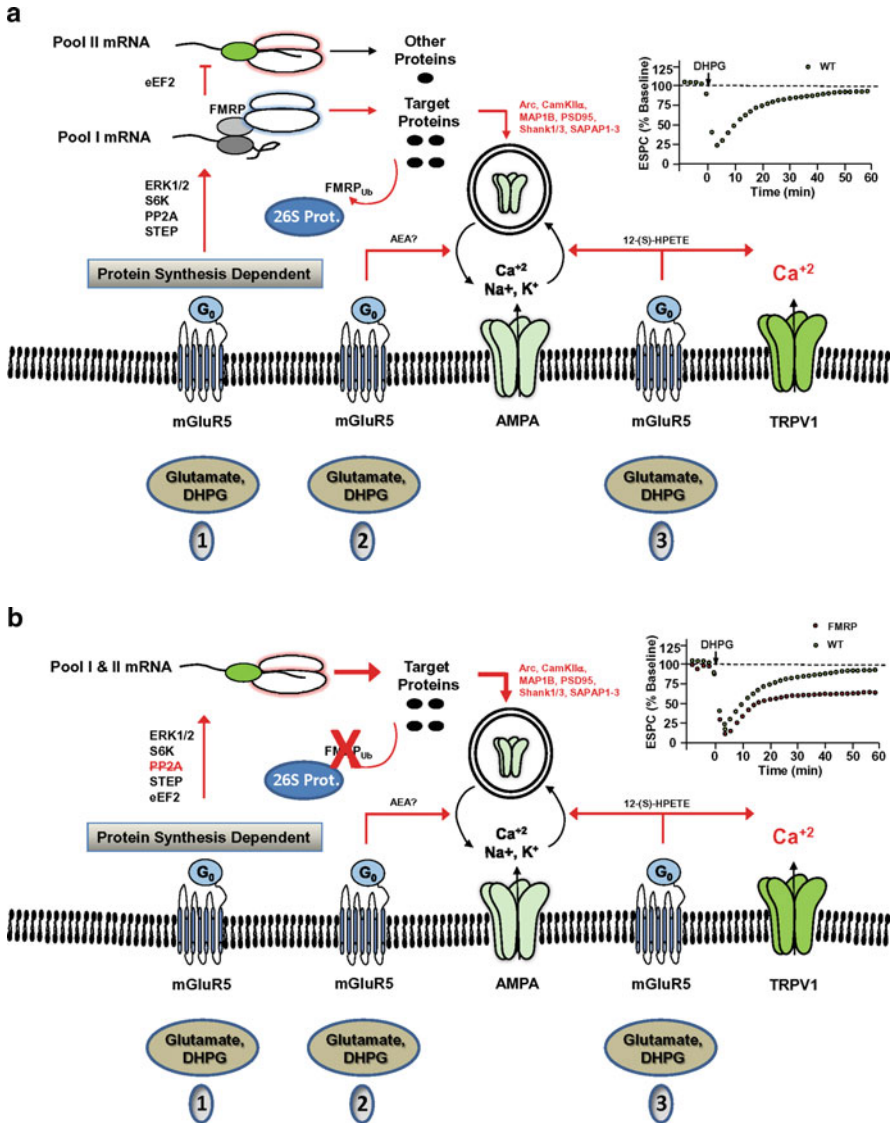 a
Pool II mRNA
Other
Proteins
eEF2
FMRP
Pool I mRNA
Target
Proteins
Arc, CamKIIα,
MAP1B, PSD95,
Shank1/3, SAPAP1-3
ERK1/2
S6K
PP2A
STEP
FMRPUb
26S Prot.
Protein Synthesis Dependent
AEA?
12-(S)-HPETE
Ca+2
Na+, K+
Ca+2
G0
G0
G0
mGluR5
mGluR5
AMPA
mGluR5
TRPV1
Glutamate,
DHPG
Glutamate,
DHPG
Glutamate,
DHPG
1
2
3
DHPG
WT
ESPC (% Baseline)
125
100
75
50
25
0
0 10 20 30 40 50 60
Time (min)
b
Pool I & II mRNA
Target
Proteins
Arc, CamKIIα,
MAP1B, PSD95,
Shank1/3, SAPAP1-3
ERK1/2
S6K
PP2A
STEP
eEF2
X
FMRPUb
26S Prot.
Protein Synthesis Dependent
AEA?
12-(S)-HPETE
Ca+2
Na+, K+
Ca+2
G0
G0
G0
mGluR5
mGluR5
AMPA
mGluR5
TRPV1
Glutamate,
DHPG
Glutamate,
DHPG
Glutamate,
DHPG
1
2
3
FMRP
WT
DHPG
ESPC (% Baseline)
125
100
75
50
25
0
0 10 20 30 40 50 60
Time (min)